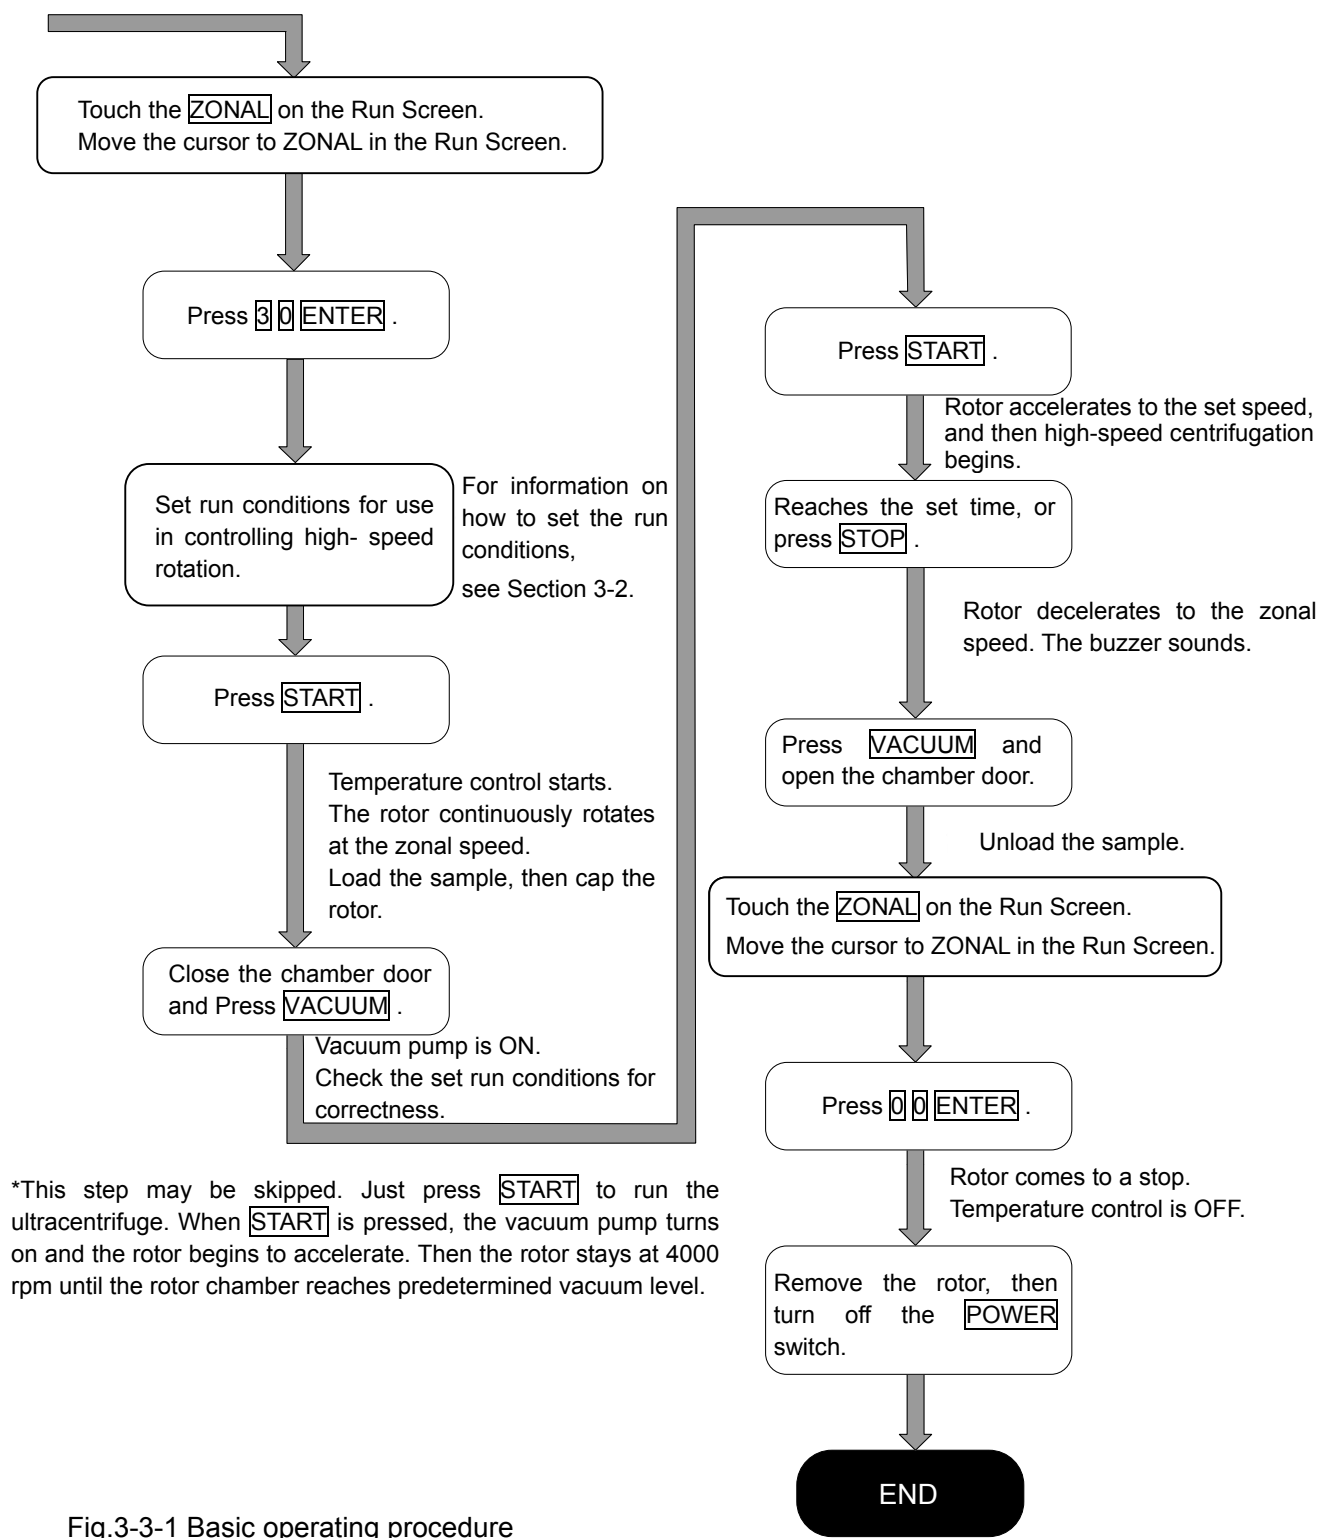 Touch the ZONAL on the Run Screen.
Move the cursor to ZONAL in the Run Screen.
Press 3 0 ENTER .
Set run conditions for use
in controlling high- speed
rotation.
For information on
how to set the run
conditions,
see Section 3-2.
Press START .
Temperature control starts.
The rotor continuously rotates
at the zonal speed.
Load the sample, then cap the
rotor.
Close the chamber door
and Press VACUUM .
Vacuum pump is ON.
Check the set run conditions for
correctness.
*This step may be skipped. Just press START to run the
ultracentrifuge. When START is pressed, the vacuum pump turns
on and the rotor begins to accelerate. Then the rotor stays at 4000
rpm until the rotor chamber reaches predetermined vacuum level.
Press START .
Rotor accelerates to the set speed,
and then high-speed centrifugation
begins.
Reaches the set time, or
press STOP .
Rotor decelerates to the zonal
speed. The buzzer sounds.
Press VACUUM and
open the chamber door.
Unload the sample.
Touch the ZONAL on the Run Screen.
Move the cursor to ZONAL in the Run Screen.
Press 0 0 ENTER .
Rotor comes to a stop.
Temperature control is OFF.
Remove the rotor, then
turn off the POWER
switch.
END
Fig.3-3-1 Basic operating procedure